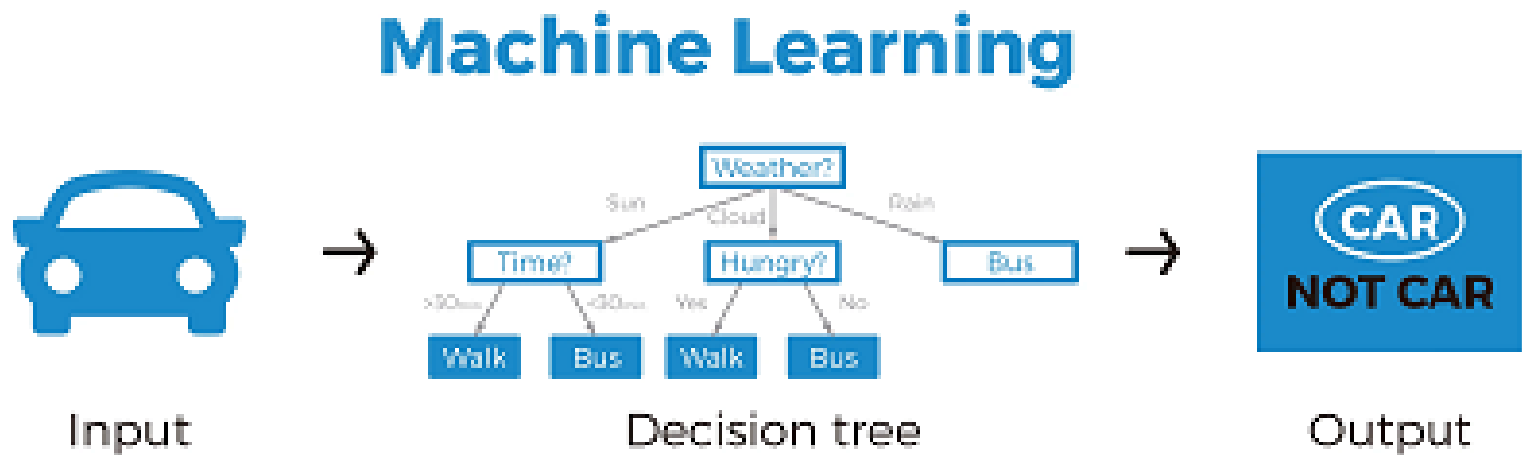 Machine Learning
Weather?
Sun
Cloud
Rain
Time?
Hungry?
Bus
Yes
No
Walk
Bus
Walk
Bus
CAR
NOT CAR
Input
Decision tree
Output